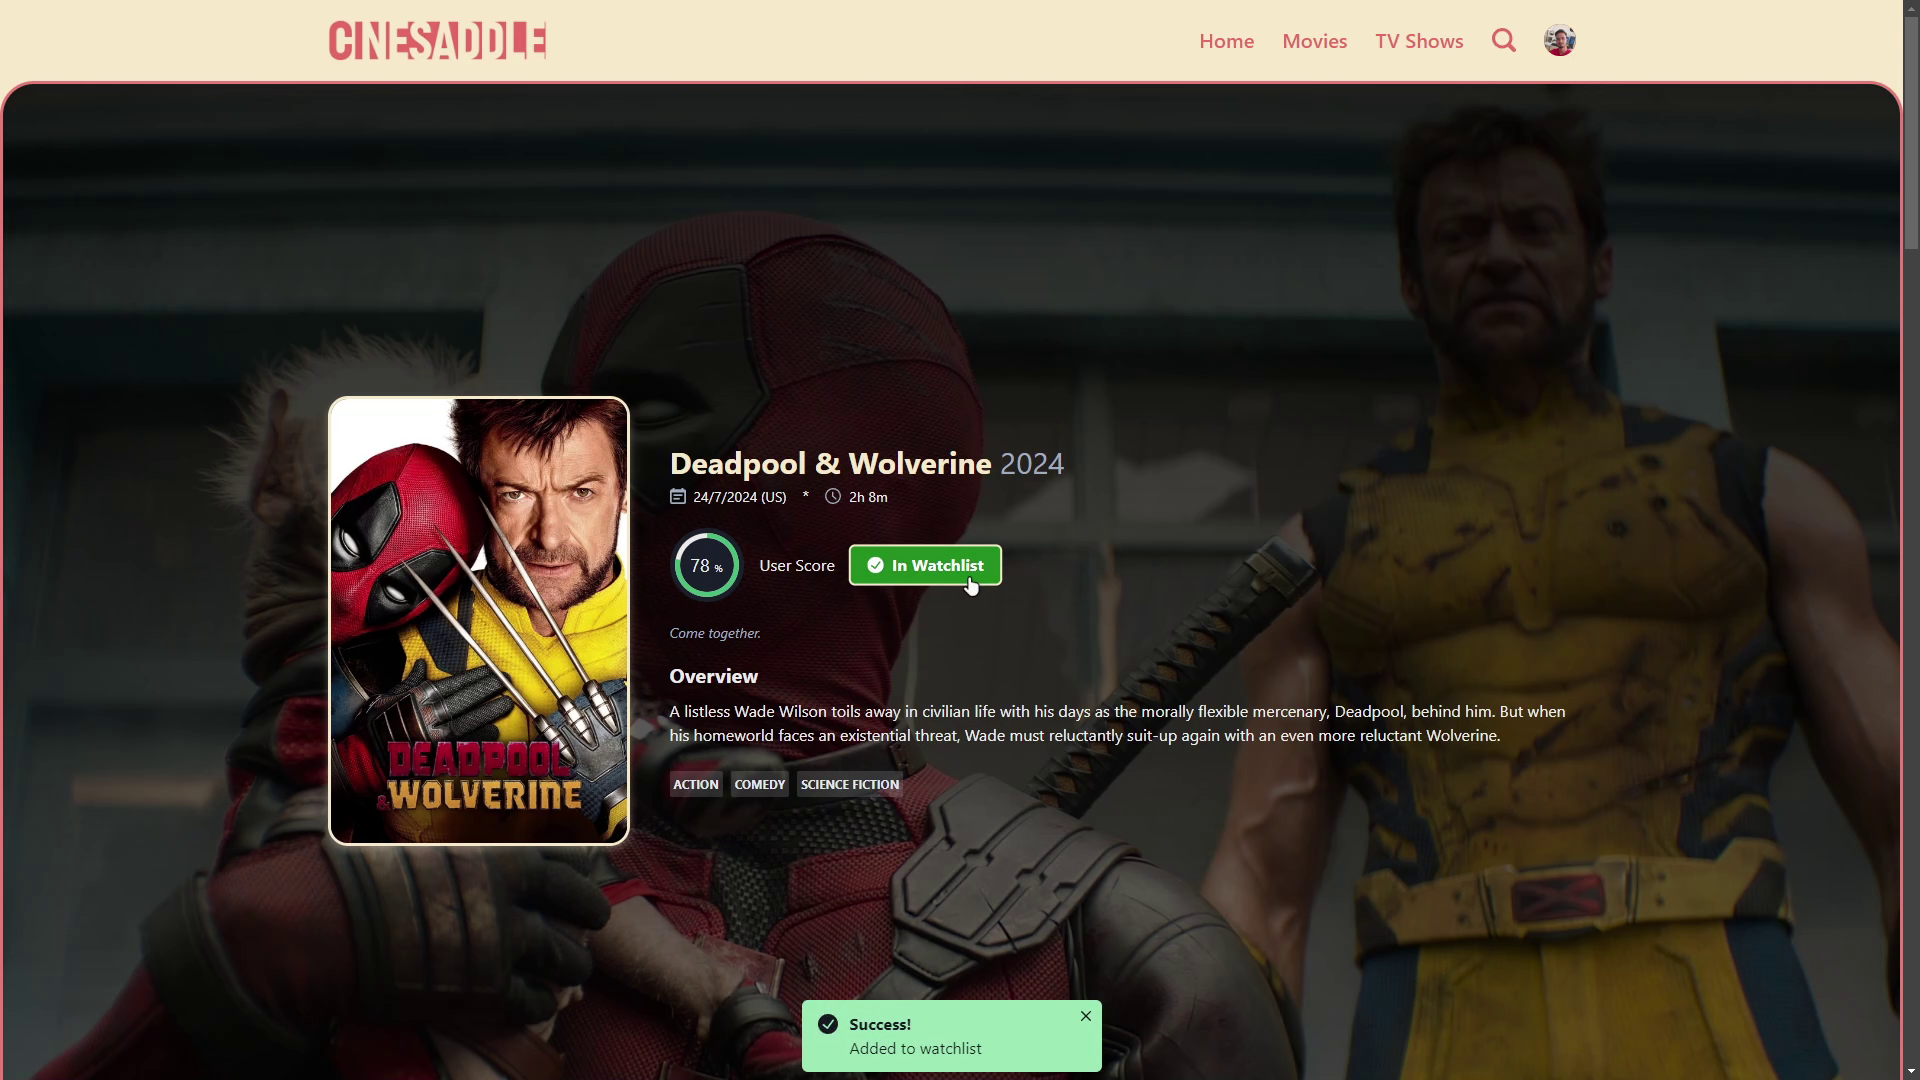 CINESADDLE
Home
Movies
TV Shows
Deadpool & Wolverine 2024
24/7/2024 (US) * 2h 8m
78 %
User Score
In Watchlist
Come together.
Overview
A listless Wade Wilson toils away in civilian life with his days as the morally flexible mercenary, Deadpool, behind him. But when
his homeworld faces an existential threat, Wade must reluctantly suit-up again with an even more reluctant Wolverine.
ACTION
COMEDY
SCIENCE FICTION
DEADPOOL
&WOLVERINE
Success!
Added to watchlist